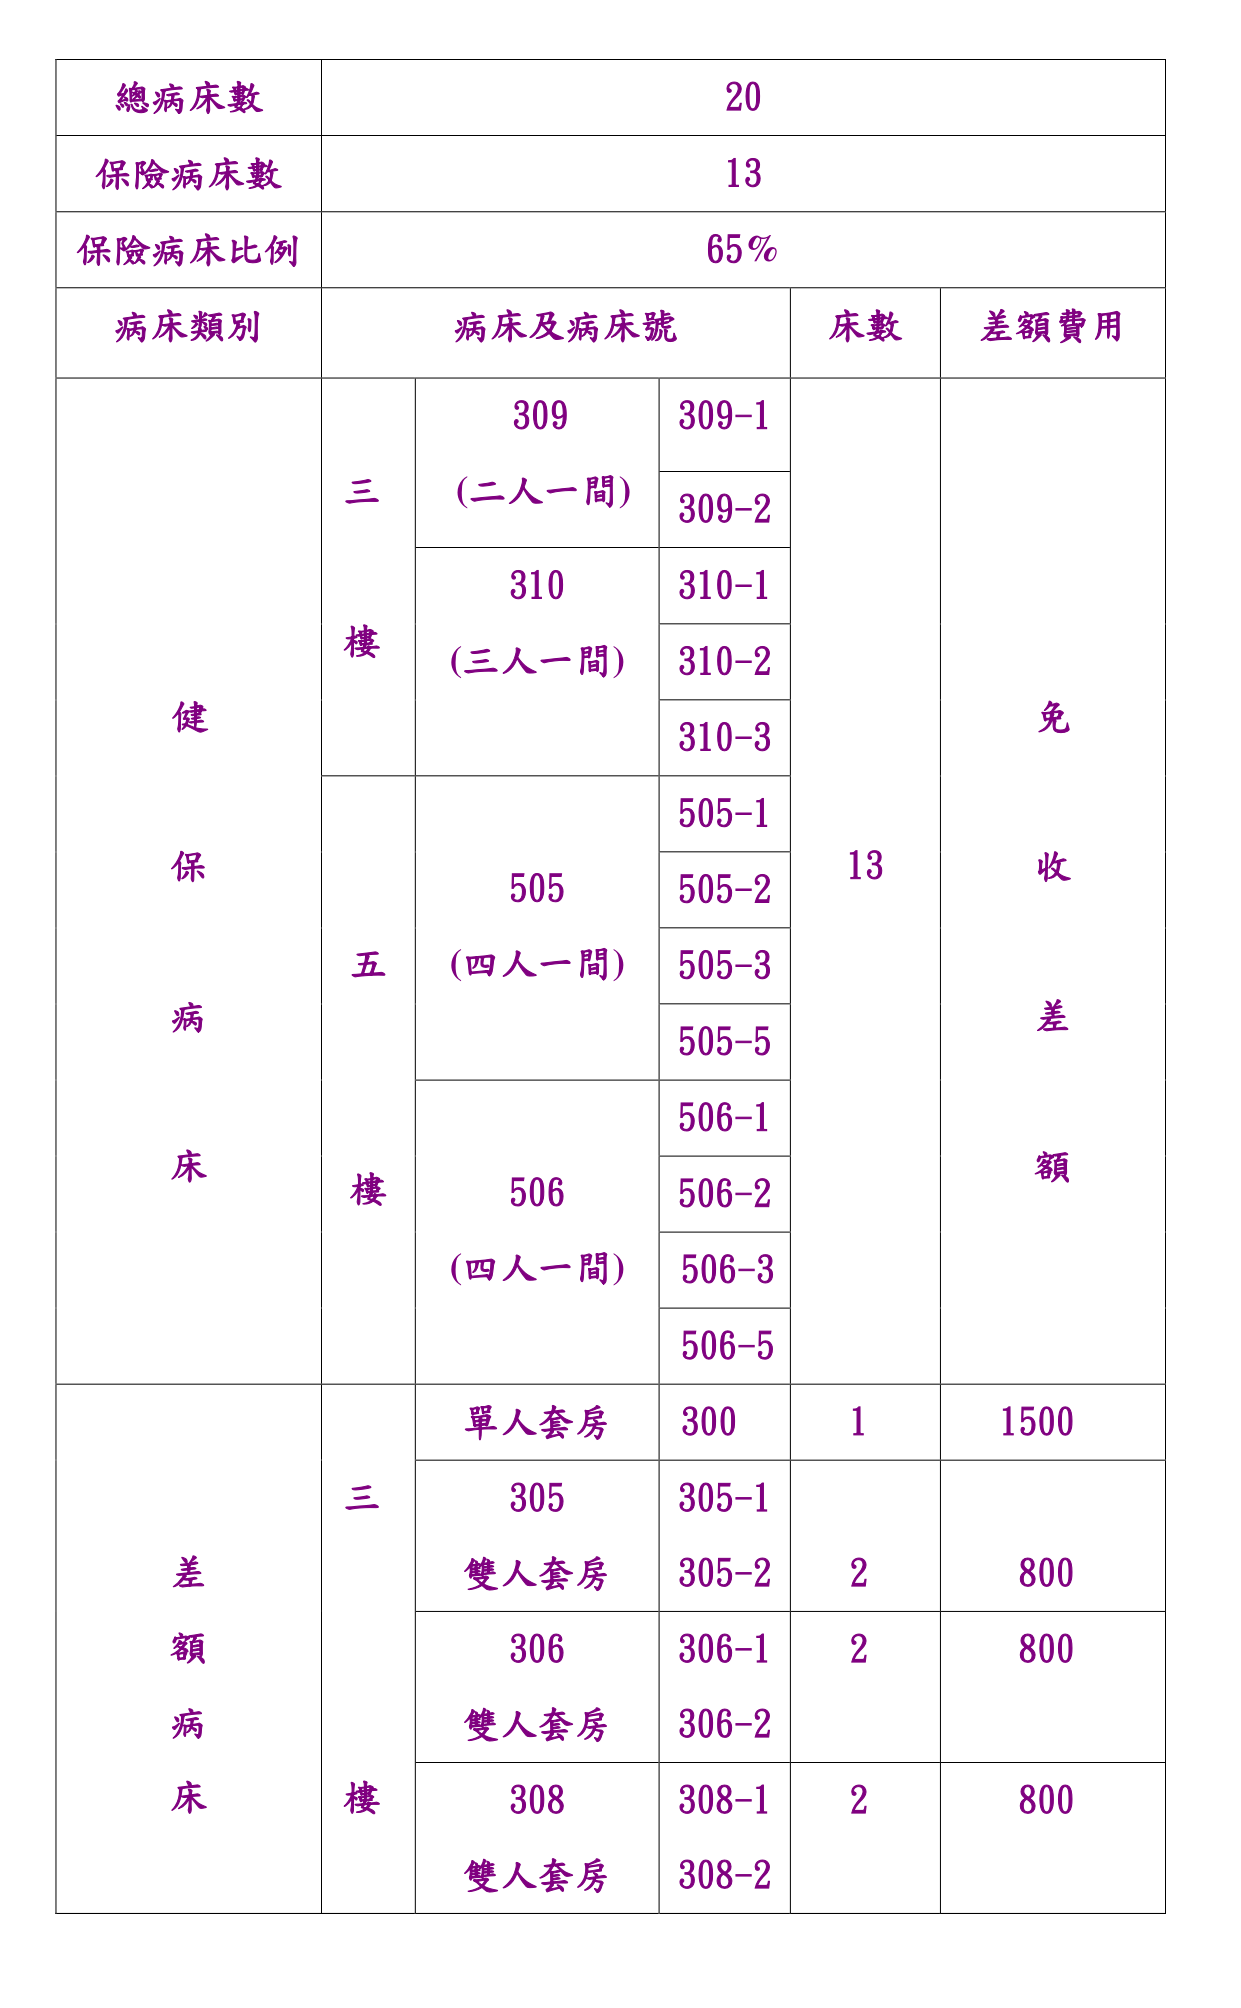 總病床數 20
保險病床數 13
保險病床比例 65%
病床類別 病床及病床號 床數 差額費用
健保病床 三樓 309 309-1 13 免收差額
(二人一間) 309-2
310 310-1
(三人一間) 310-2
310-3
五樓 505 505-1
(四人一間) 505-2
505-3
505-5
506 506-1
(四人一間) 506-2
506-3
506-5
差額病床 三樓 單人套房 300 1 1500
305 305-1
雙人套房 305-2 2 800
306 306-1 2 800
雙人套房 306-2
308 308-1 2 800
雙人套房 308-2